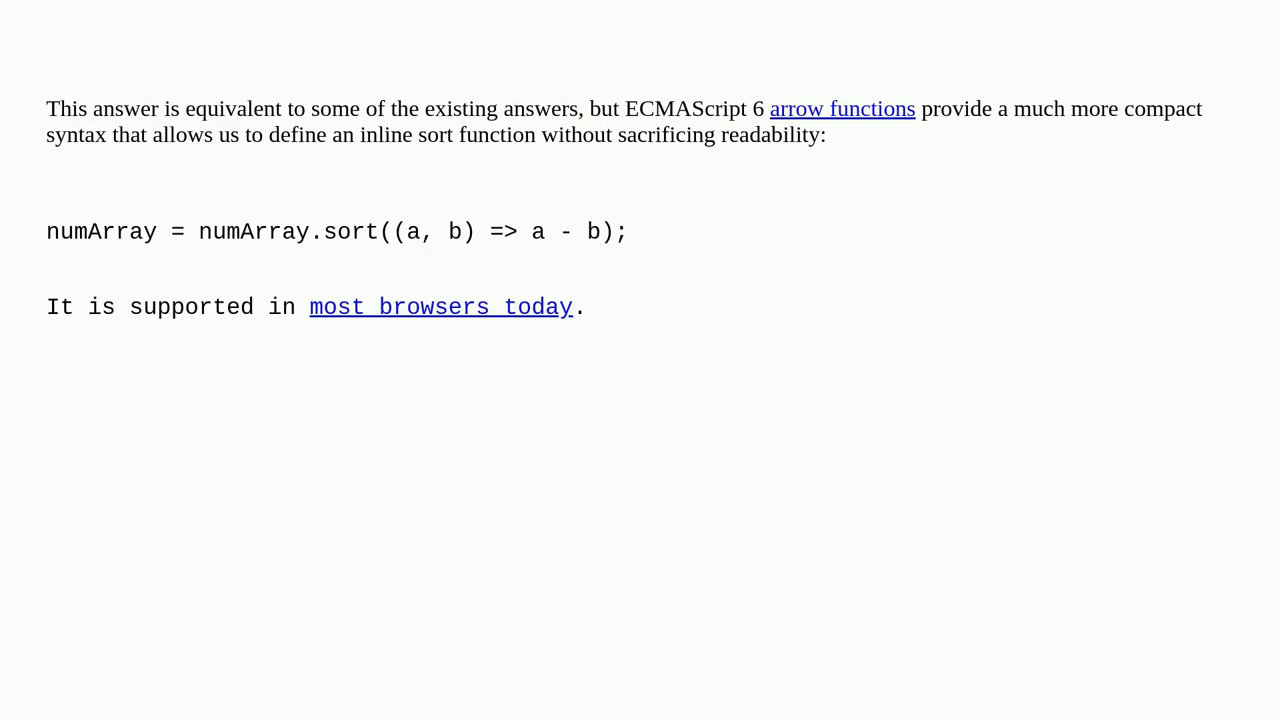 This answer is equivalent to some of the existing answers, but ECMAScript 6 arrow functions provide a much more compact
syntax that allows us to define an inline sort function without sacrificing readability:
numArray = numArray.sort((a, b) => a - b);
It is supported in most browsers today.